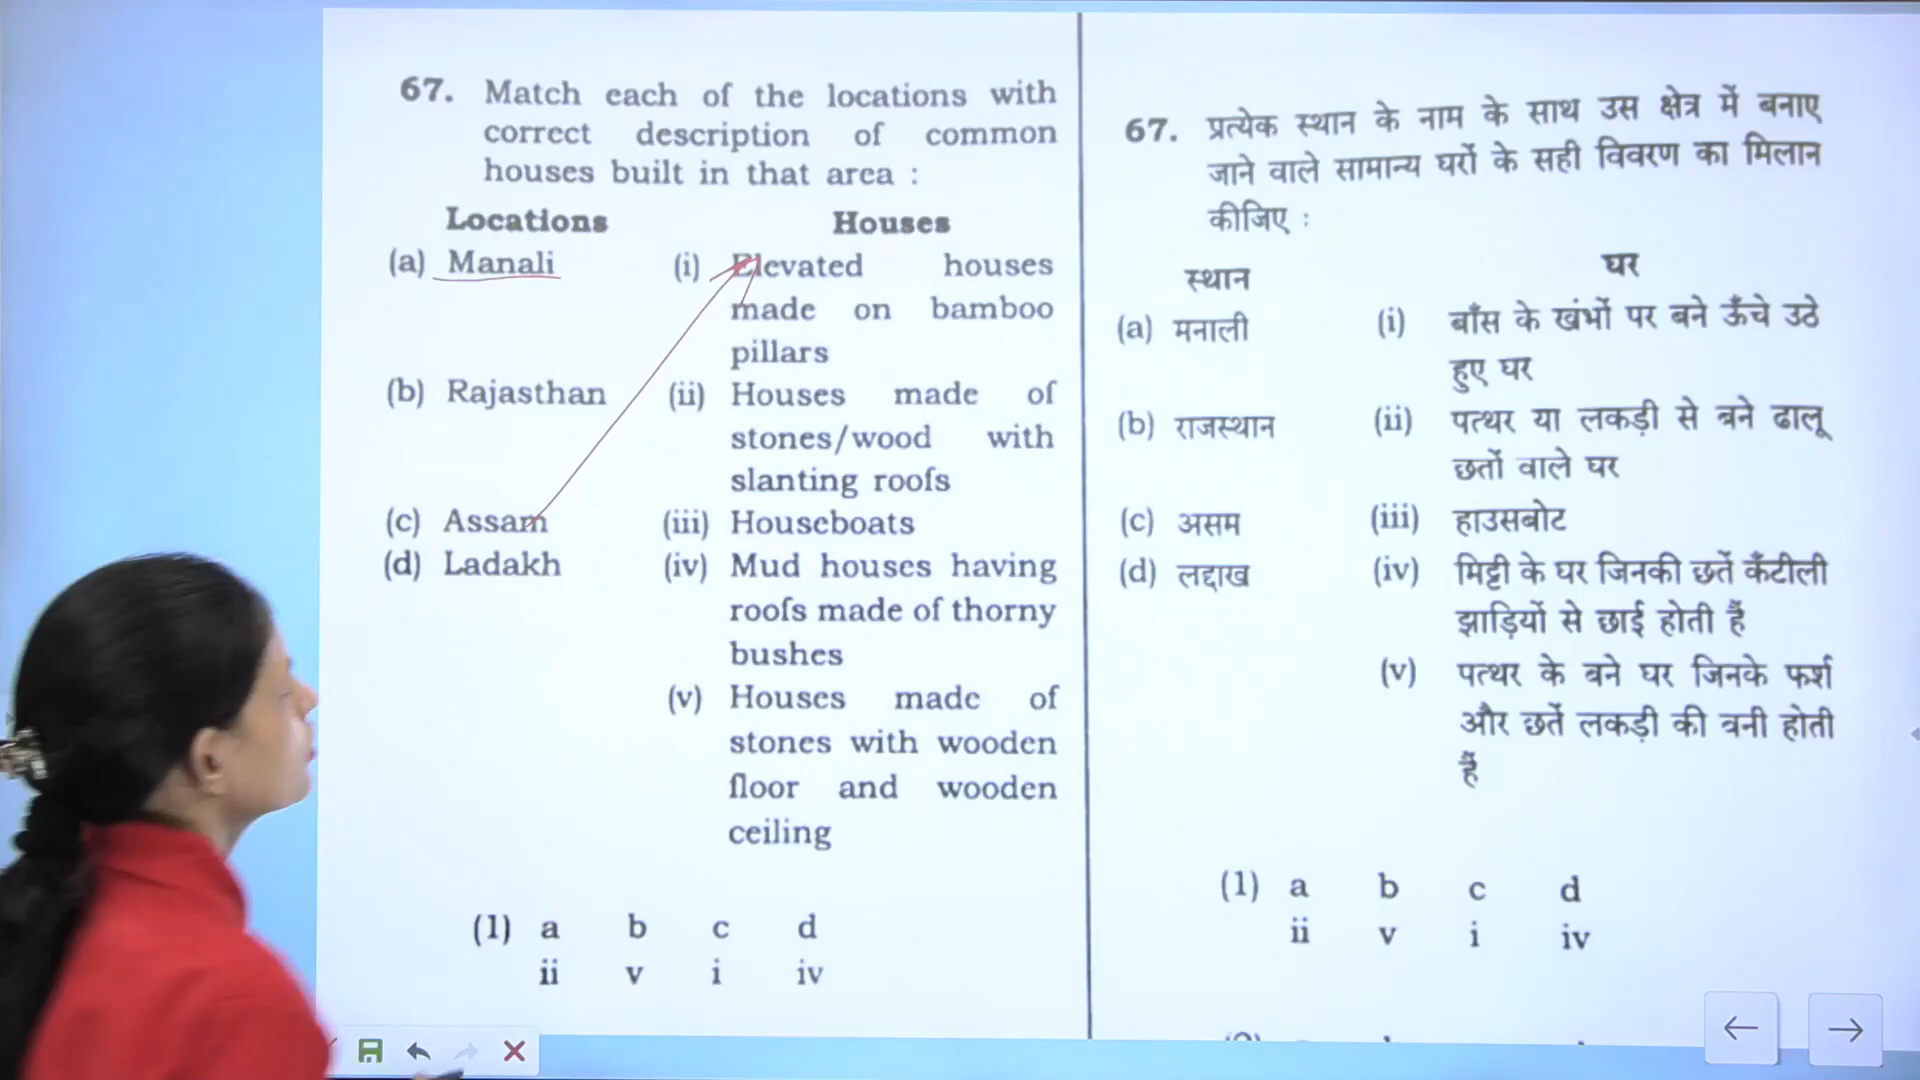 67. Match each of the locations with
correct description of common
houses built in that area :
Locations Houses
(a) Manali (i) Elevated houses
made on bamboo
pillars
(b) Rajasthan (ii) Houses made of
stones/wood with
slanting roofs
(c) Assam (iii) Houseboats
(d) Ladakh (iv) Mud houses having
roofs made of thorny
bushes
(v) Houses made of
stones with wooden
floor and wooden
ceiling
(1) a b c d
ii v i iv
67. प्रत्येक स्थान के नाम के साथ उस क्षेत्र में बनाए
जाने वाले सामान्य घरों के सही विवरण का मिलान
कीजिए :
स्थान घर
(a) मनाली (i) बाँस के खंभों पर बने ऊँचे उठे
हुए घर
(b) राजस्थान (ii) पत्थर या लकड़ी से बने ढालू
छतों वाले घर
(c) असम (iii) हाउसबोट
(d) लद्दाख (iv) मिट्टी के घर जिनकी छतें कँटीली
झाड़ियों से छाई होती हैं
(v) पत्थर के बने घर जिनके फर्श
और छतें लकड़ी की बनी होती
हैं
(1) a b c d
ii v i iv